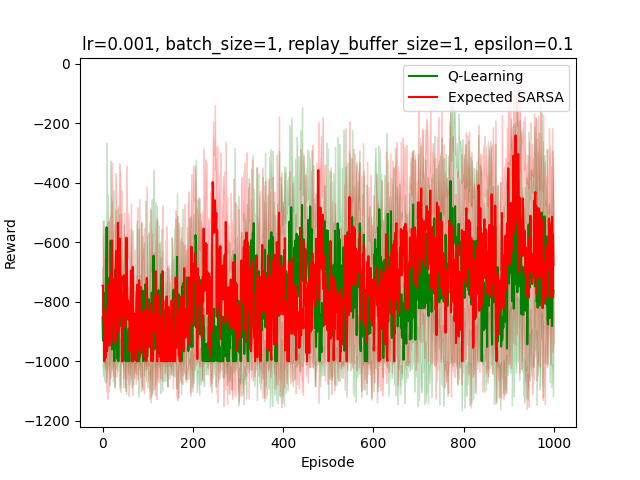 lr=0.001, batch_size=1, replay_buffer_size=1, epsilon=0.1
Q-Learning
Expected SARSA
Reward
0
−200
−400
−600
−800
−1000
−1200
0 200 400 600 800 1000
Episode